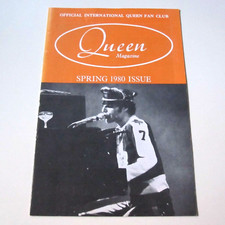 OFFICIAL INTERNATIONAL QUEEN FAN CLUB
Queen
Magazine
SPRING 1980 ISSUE
7